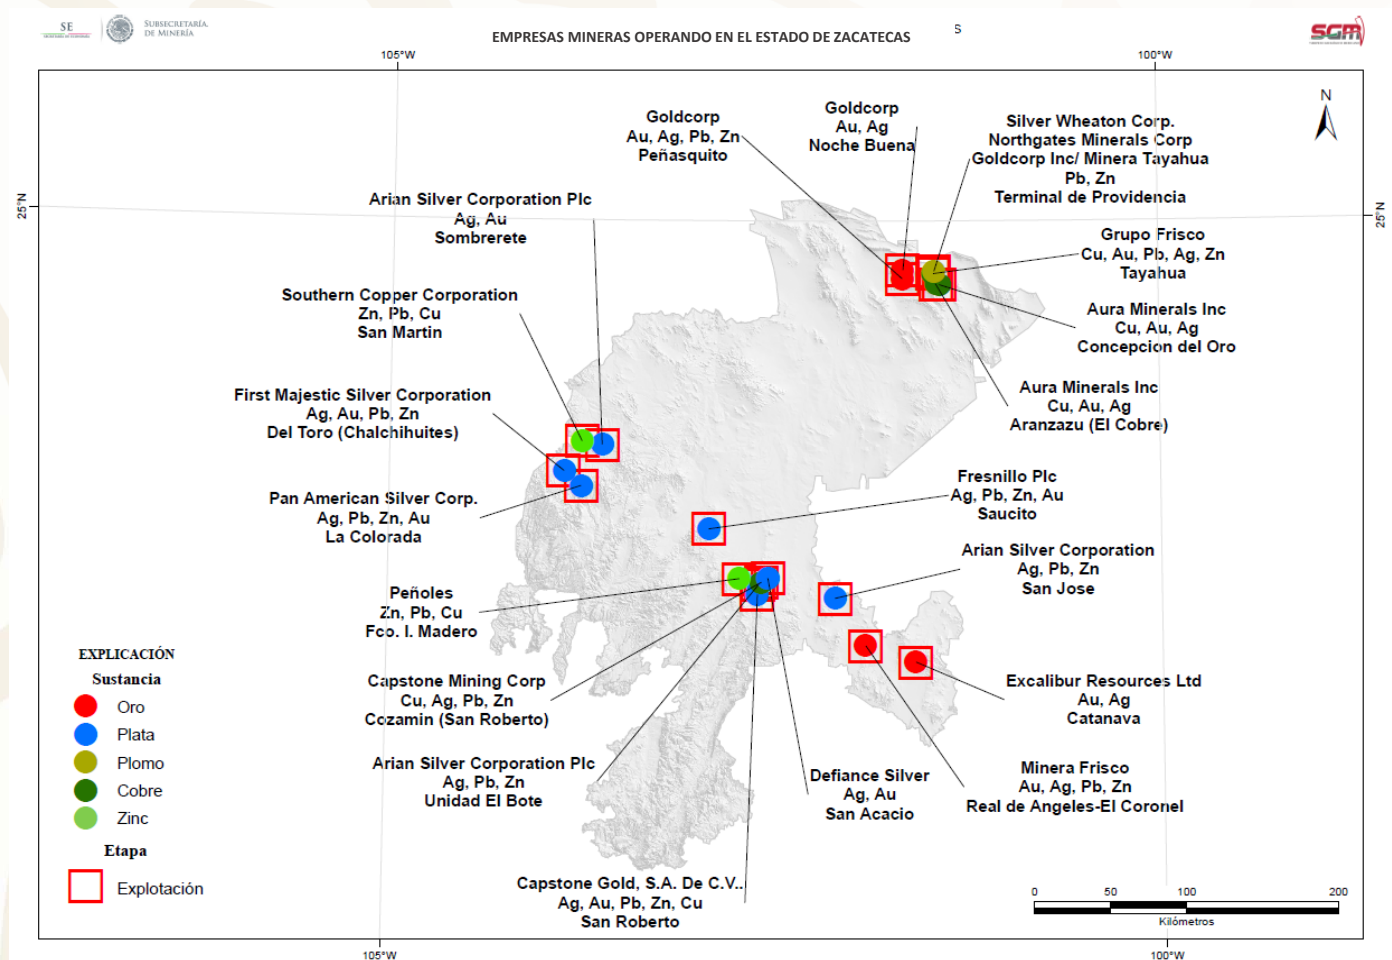 SE
SUBSECRETARÍA
DE MINERÍA
EMPRESAS MINERAS OPERANDO EN EL ESTADO DE ZACATECAS
S
SGM
105°W
100°W
N
25°N
25°N
Goldcorp
Au, Ag, Pb, Zn
Peñasquito
Goldcorp
Au, Ag
Noche Buena
Silver Wheaton Corp.
Northgates Minerals Corp
Goldcorp Inc/ Minera Tayahua
Pb, Zn
Terminal de Providencia
Arian Silver Corporation Plc
Ag, Au
Sombrerete
Grupo Frisco
Cu, Au, Pb, Ag, Zn
Tayahua
Southern Copper Corporation
Zn, Pb, Cu
San Martin
Aura Minerals Inc
Cu, Au, Ag
Concepcion del Oro
First Majestic Silver Corporation
Ag, Au, Pb, Zn
Del Toro (Chalchihuites)
Aura Minerals Inc
Cu, Au, Ag
Aranzazu (El Cobre)
Pan American Silver Corp.
Ag, Pb, Zn, Au
La Colorada
Fresnillo Plc
Ag, Pb, Zn, Au
Saucito
Arian Silver Corporation
Ag, Pb, Zn
San Jose
Peñoles
Zn, Pb, Cu
Fco. I. Madero
Capstone Mining Corp
Cu, Ag, Pb, Zn
Cozamin (San Roberto)
Excalibur Resources Ltd
Au, Ag
Catanava
Arian Silver Corporation Plc
Ag, Pb, Zn
Unidad El Bote
Defiance Silver
Ag, Au
San Acacio
Minera Frisco
Au, Ag, Pb, Zn
Real de Angeles-El Coronel
Capstone Gold, S.A. De C.V..
Ag, Au, Pb, Zn, Cu
San Roberto
EXPLICACIÓN
Sustancia
Oro
Plata
Plomo
Cobre
Zinc
Etapa
Explotación
0 50 100 200
Kilómetros
105°W
100°W